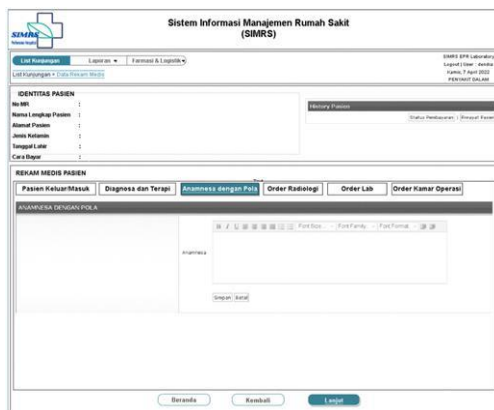 SIMRS
Sistem Informasi Manajemen Rumah Sakit
(SIMRS)
List Kunjungan Laporan Farmasi & Logistik
List Kunjungan + Data Rekam Medis
SIMRS EPR Laboratory
Logout | User :
Kamis, 7 April 2022
PENYAKIT DALAM
IDENTITAS PASIEN
No MR :
Nama Lengkap Pasien :
Alamat Pasien :
Jenis Kelamin :
Tanggal Lahir :
Cara Bayar :
History Pasien
Status Pembayaran :
REKAM MEDIS PASIEN
Pasien Keluar/Masuk Diagnosa dan Terapi Anamnesa dengan Pola Order Radiologi Order Lab Order Kamar Operasi
ANAMNESA DENGAN POLA
B I U Font Size... Font Family. Font Format
Anamnesa
Simpan Batal
Beranda Kembali Lanjut